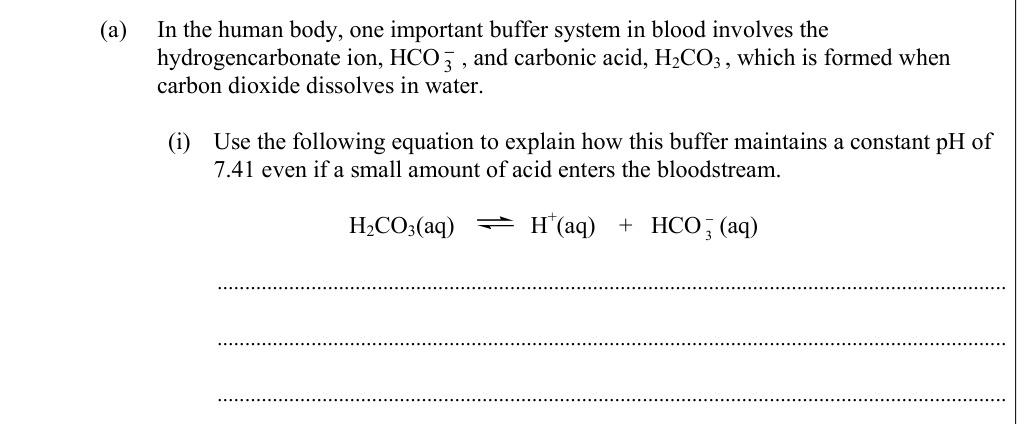 (a) In the human body, one important buffer system in blood involves the
hydrogencarbonate ion, HCO₃⁻ , and carbonic acid, H₂CO₃ , which is formed when
carbon dioxide dissolves in water.
(i) Use the following equation to explain how this buffer maintains a constant pH of
7.41 even if a small amount of acid enters the bloodstream.
H₂CO₃(aq) ⇌ H⁺(aq) + HCO₃⁻ (aq)